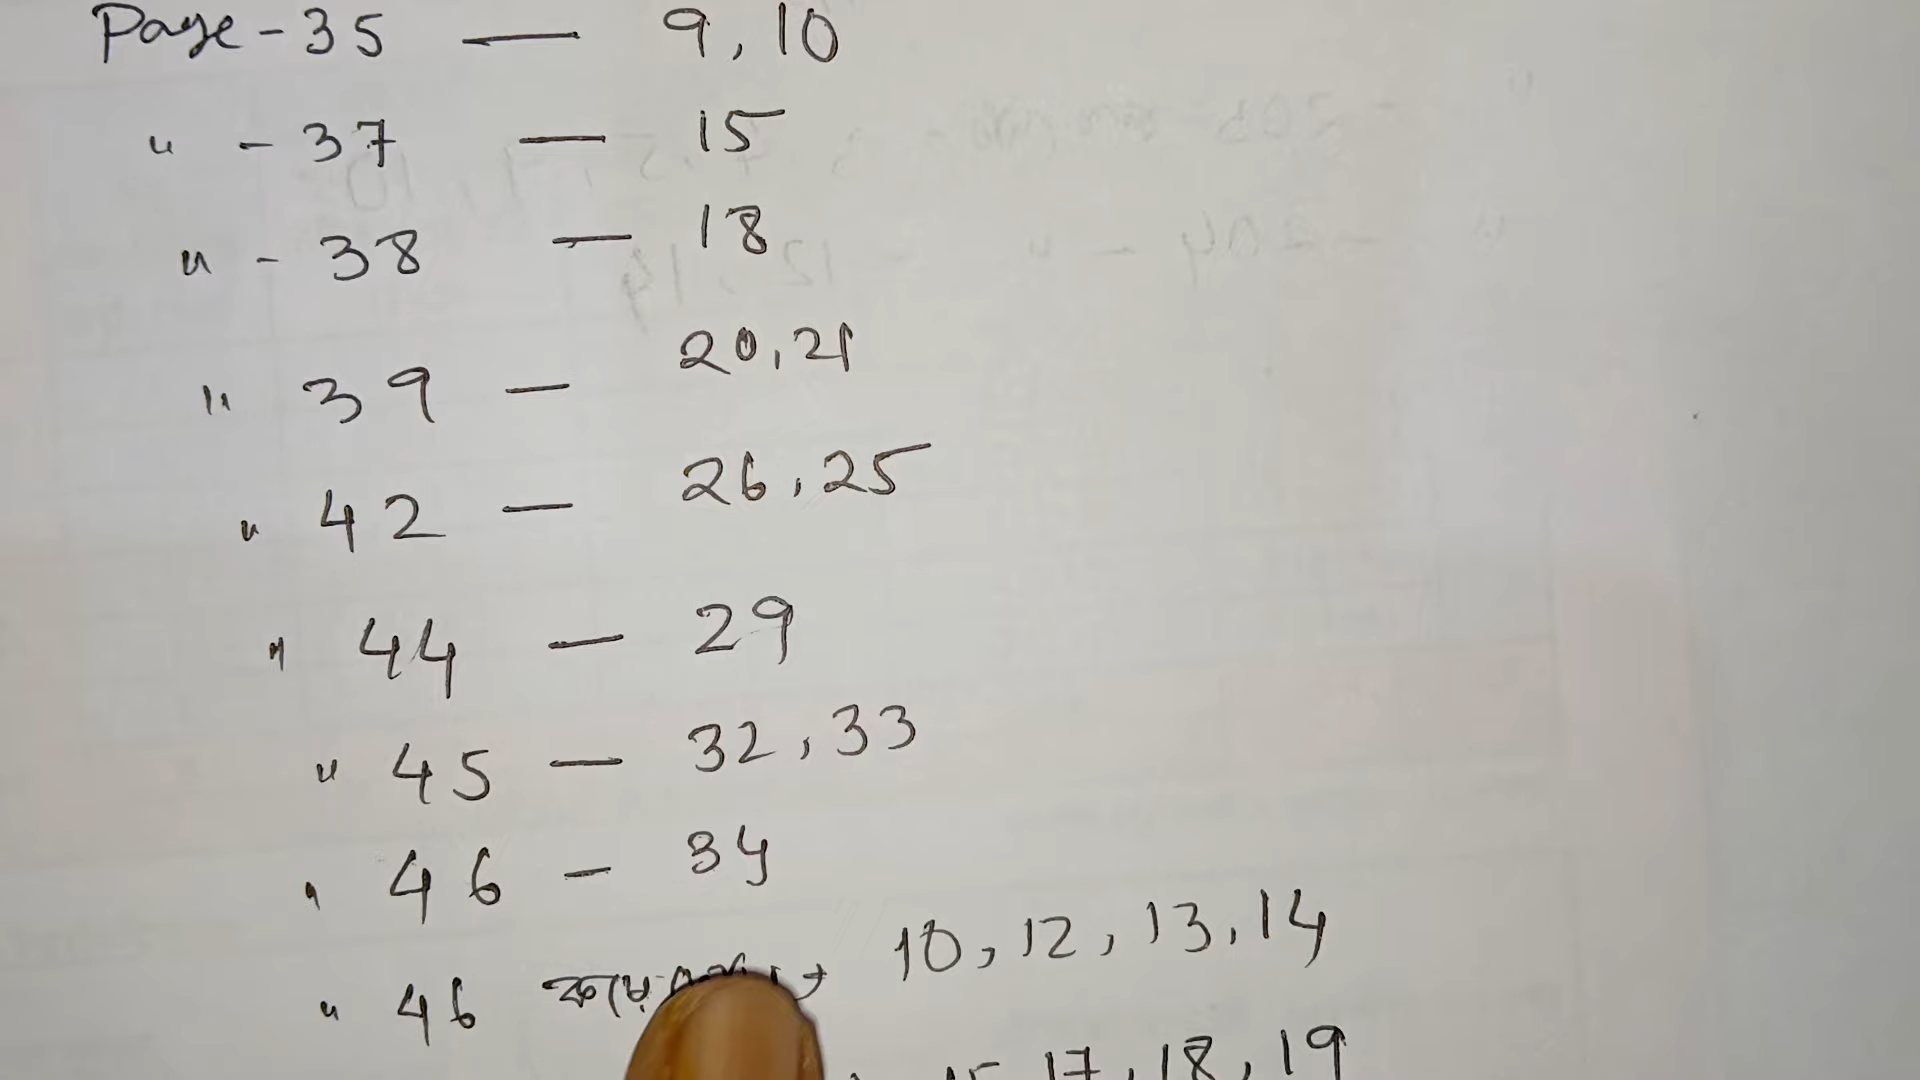 Page - 35 — 9, 10
" - 37 — 15
" - 38 — 18
" 39 — 20, 21
" 42 — 26, 25
" 44 — 29
" 45 — 32, 33
" 46 — 34
" 46 10, 12, 13, 14
15, 17, 18, 19